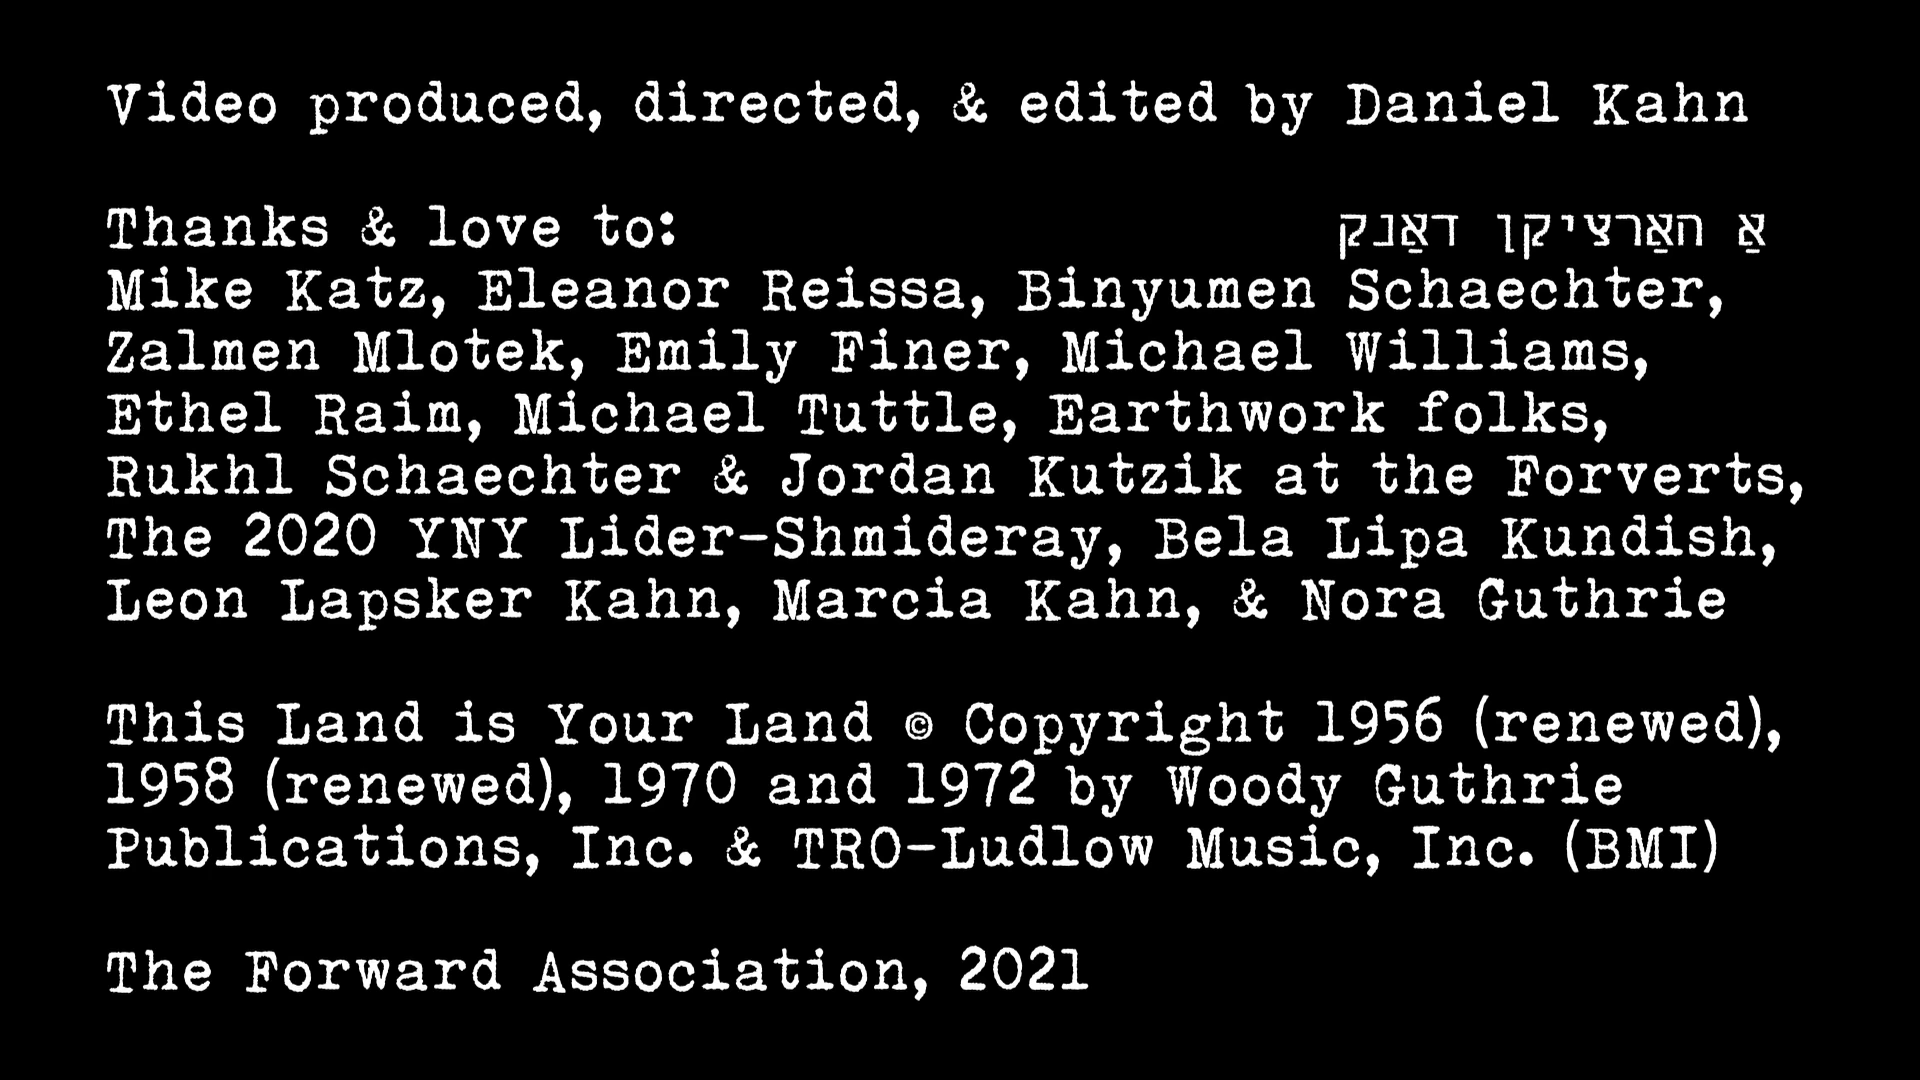 Video produced, directed, & edited by Daniel Kahn
Thanks & love to: אַ האַרציקן דאַנק
Mike Katz, Eleanor Reissa, Binyumen Schaechter,
Zalmen Mlotek, Emily Finer, Michael Williams,
Ethel Raim, Michael Tuttle, Earthwork folks,
Rukhl Schaechter & Jordan Kutzik at the Forverts,
The 2020 YNY Lider-Shmideray, Bela Lipa Kundish,
Leon Lapsker Kahn, Marcia Kahn, & Nora Guthrie
This Land is Your Land © Copyright 1956 (renewed),
1958 (renewed), 1970 and 1972 by Woody Guthrie
Publications, Inc. & TRO-Ludlow Music, Inc. (BMI)
The Forward Association, 2021